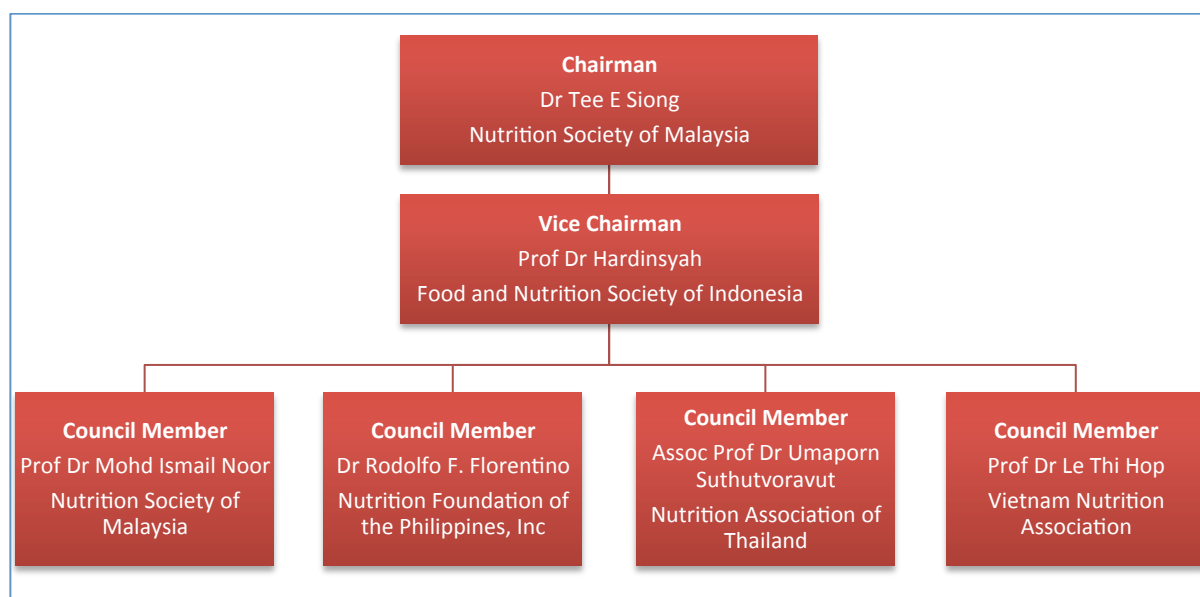 Chairman
Dr Tee E Siong
Nutrition Society of Malaysia
Vice Chairman
Prof Dr Hardinsyah
Food and Nutrition Society of Indonesia
Council Member
Prof Dr Mohd Ismail Noor
Nutrition Society of
Malaysia
Council Member
Dr Rodolfo F. Florentino
Nutrition Foundation of
the Philippines, Inc
Council Member
Assoc Prof Dr Umaporn
Suthutvoravut
Nutrition Association of
Thailand
Council Member
Prof Dr Le Thi Hop
Vietnam Nutrition
Association